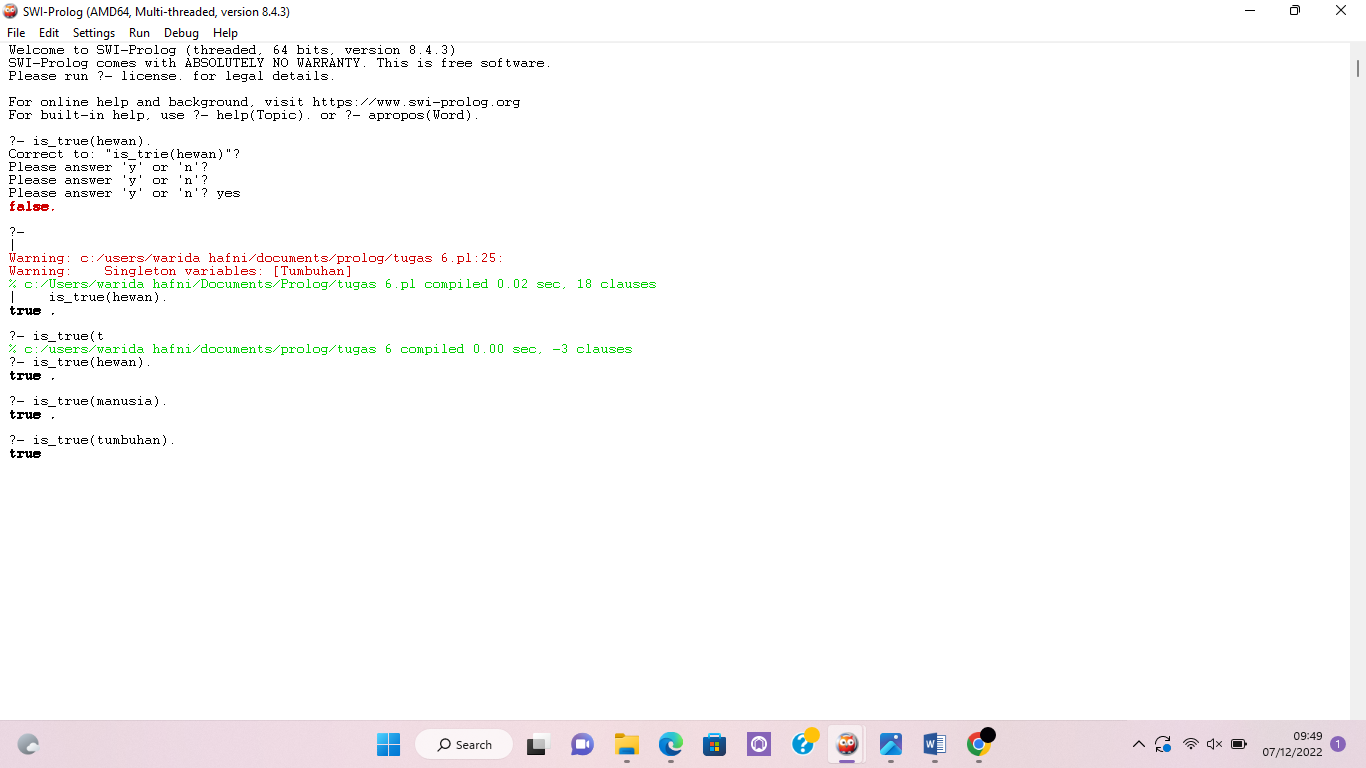 SWI-Prolog (AMD64, Multi-threaded, version 8.4.3)
File Edit Settings Run Debug Help
Welcome to SWI-Prolog (threaded, 64 bits, version 8.4.3)
SWI-Prolog comes with ABSOLUTELY NO WARRANTY. This is free software.
Please run ?- license. for legal details.
For online help and background, visit https://www.swi-prolog.org
For built-in help, use ?- help(Topic). or ?- apropos(Word).
?- is_true(hewan).
Correct to: "is_trie(hewan)"?
Please answer 'y' or 'n'?
Please answer 'y' or 'n'?
Please answer 'y' or 'n'? yes
false.
?-
|
Warning: c:/users/warida hafni/documents/prolog/tugas 6.pl:25:
Warning:    Singleton variables: [Tumbuhan]
% c:/Users/warida hafni/Documents/Prolog/tugas 6.pl compiled 0.02 sec, 18 clauses
|    is_true(hewan).
true .
?- is_true(t
% c:/users/warida hafni/documents/prolog/tugas 6 compiled 0.00 sec, -3 clauses
?- is_true(hewan).
true .
?- is_true(manusia).
true .
?- is_true(tumbuhan).
true
Search
09:49
07/12/2022
1